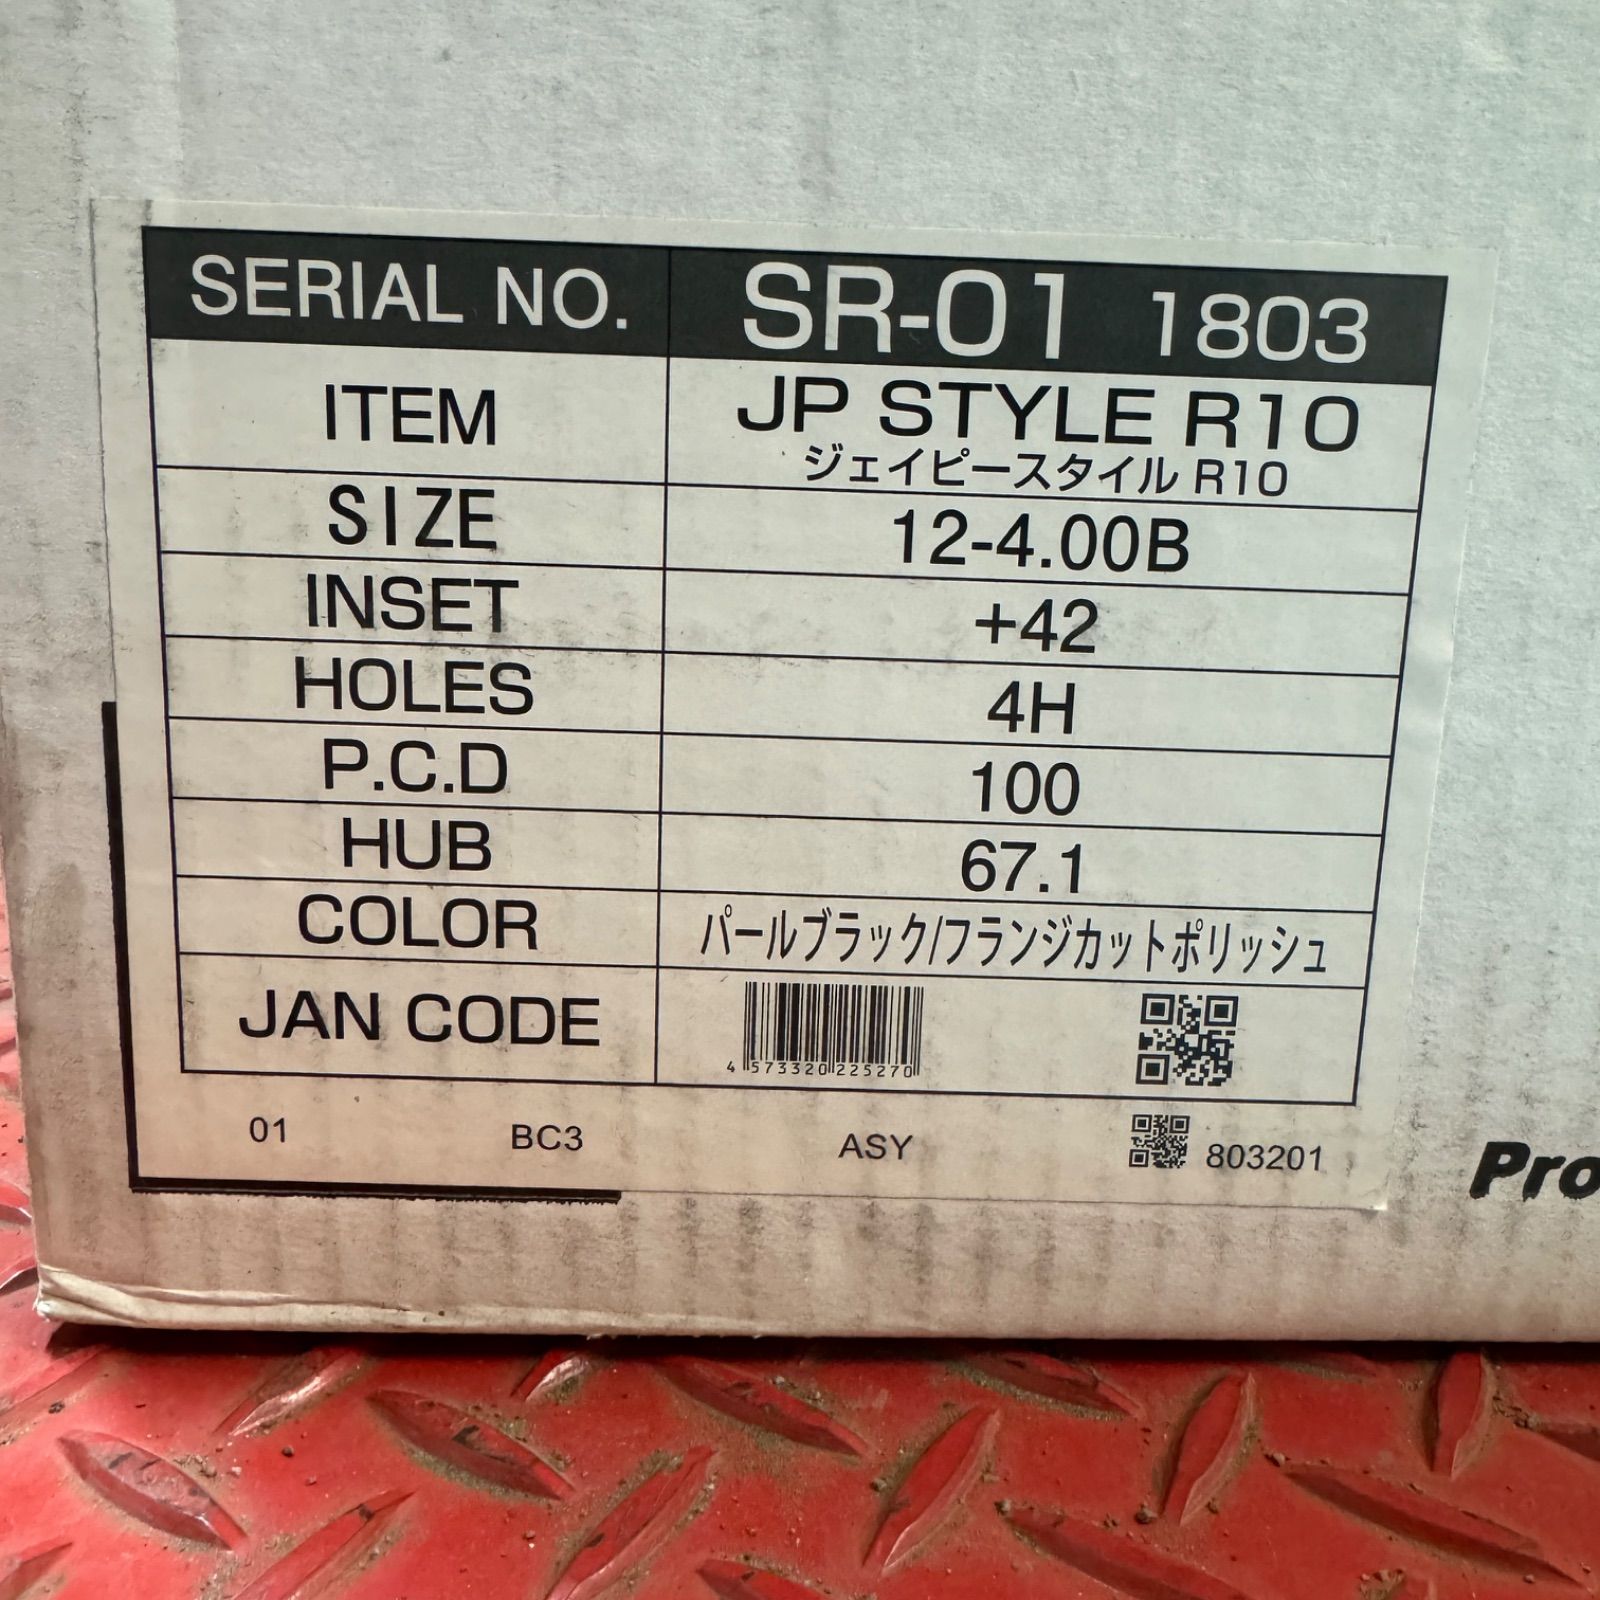 SERIAL NO. SR-01 1803
ITEM JP STYLE R10
ジェイピースタイル R10
SIZE 12-4.00B
INSET +42
HOLES 4H
P.C.D 100
HUB 67.1
COLOR パールブラック/フランジカットポリッシュ
JAN CODE
4 573320 225270
01 BC3 ASY 803201
Pro